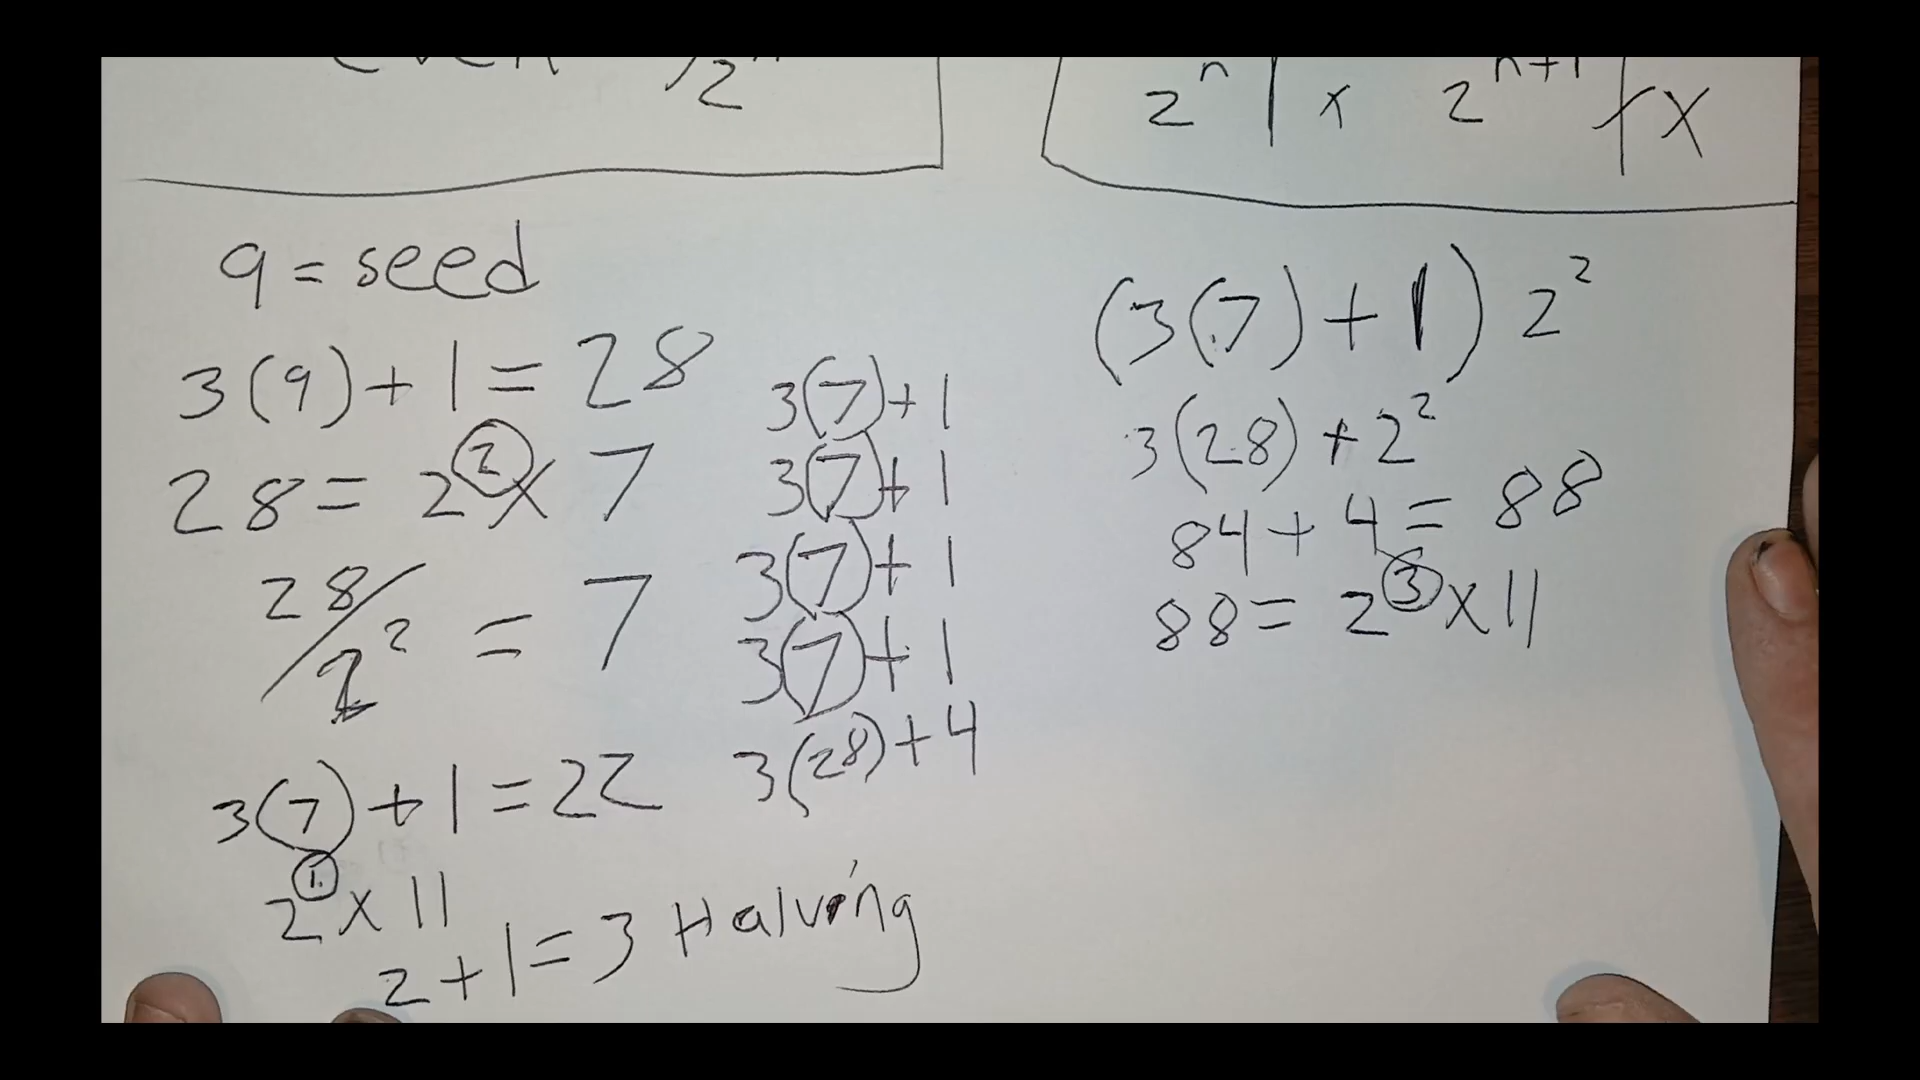 2ⁿ | x 2ⁿ⁺¹ ∤ x
9 = seed
3(9) + 1 = 28
28 = 2² x 7
28/2² = 7
3(7) + 1 = 22
2¹ x 11
2 + 1 = 3 Halving
3(7) + 1
3(7) + 1
3(7) + 1
3(7) + 1
3(28) + 4
(3(7) + 1) 2²
3(28) + 2²
84 + 4 = 88
88 = 2³ x 11